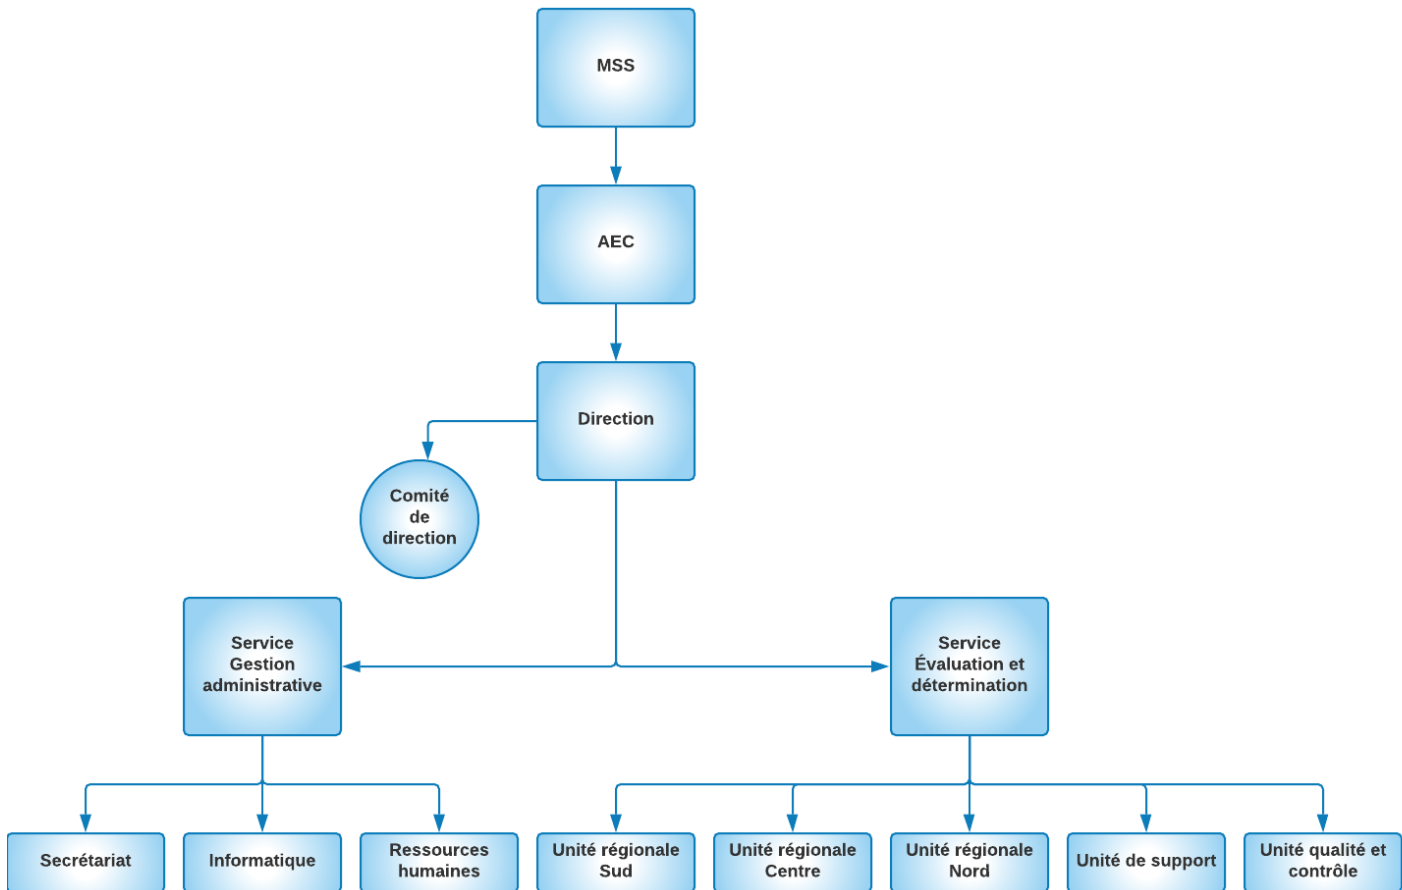 MSS
AEC
Direction
Comité
de
direction
Service
Gestion
administrative
Service
Évaluation et
détermination
Secrétariat
Informatique
Ressources
humaines
Unité régionale
Sud
Unité régionale
Centre
Unité régionale
Nord
Unité de support
Unité qualité et
contrôle